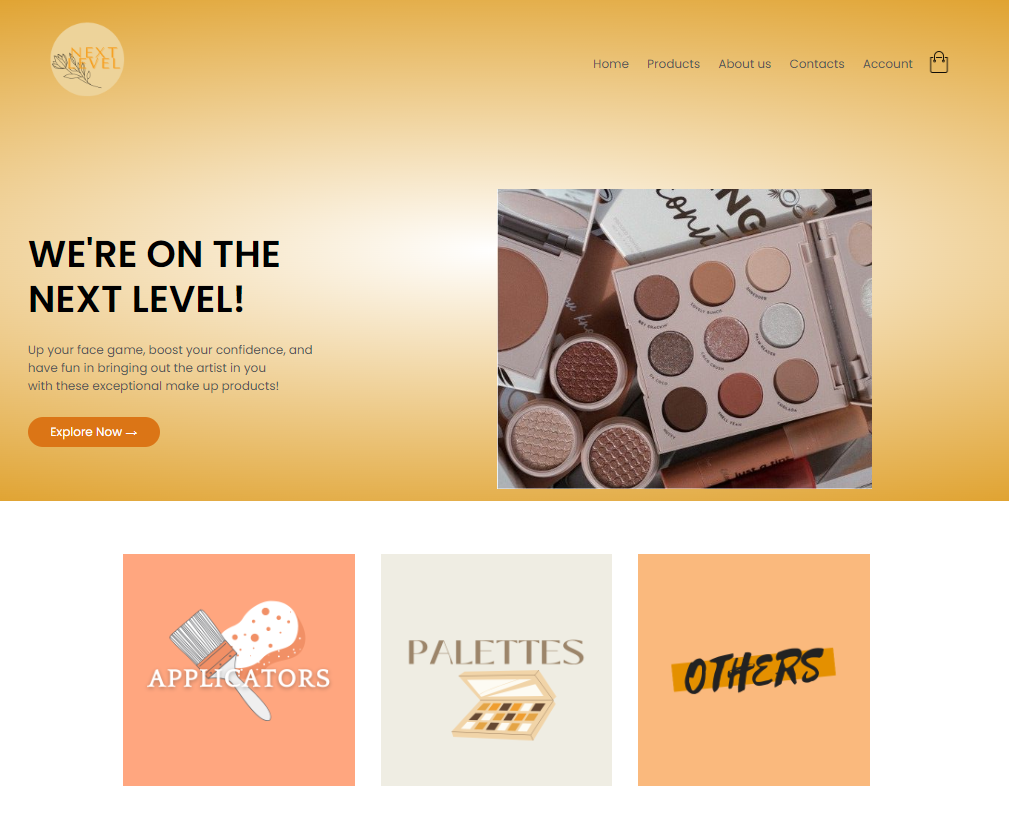 NEXT
LEVEL
Home Products About us Contacts Account
WE'RE ON THE
NEXT LEVEL!
Up your face game, boost your confidence, and
have fun in bringing out the artist in you
with these exceptional make up products!
Explore Now →
APPLICATORS
PALETTES
OTHERS